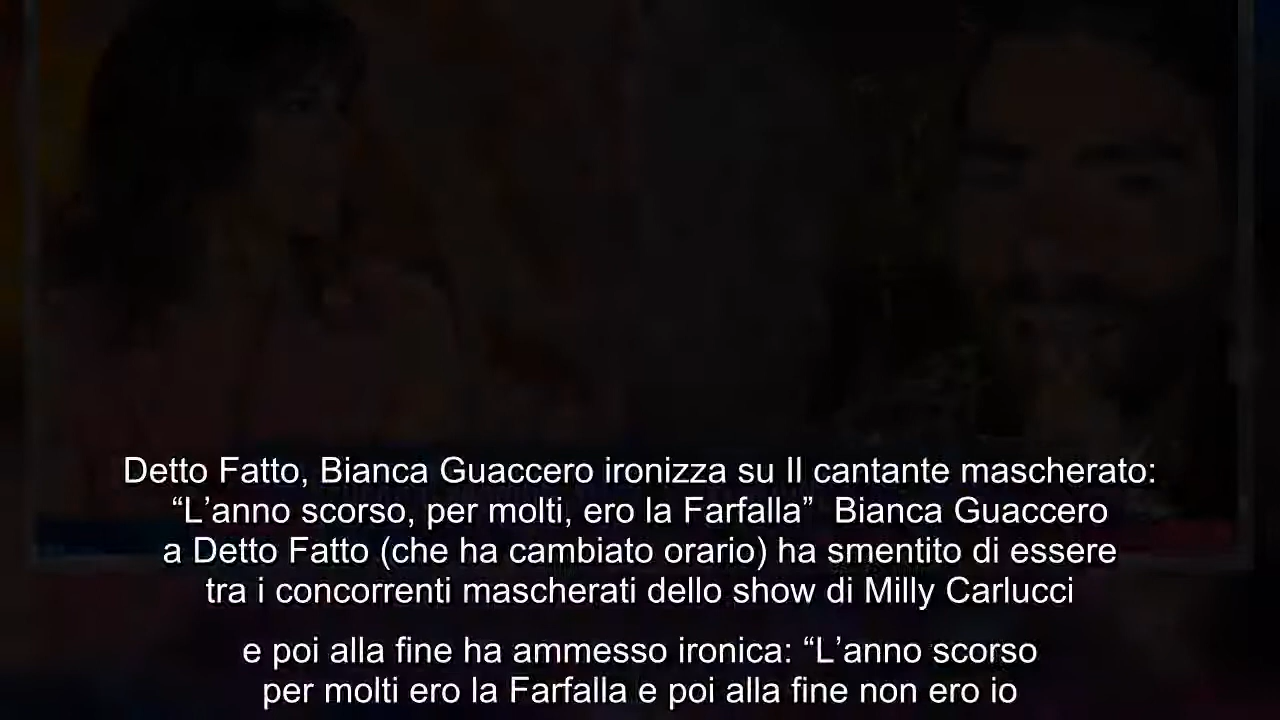 Detto Fatto, Bianca Guaccero ironizza su Il cantante mascherato:
“L’anno scorso, per molti, ero la Farfalla”  Bianca Guaccero
a Detto Fatto (che ha cambiato orario) ha smentito di essere
tra i concorrenti mascherati dello show di Milly Carlucci
e poi alla fine ha ammesso ironica: “L’anno scorso
per molti ero la Farfalla e poi alla fine non ero io